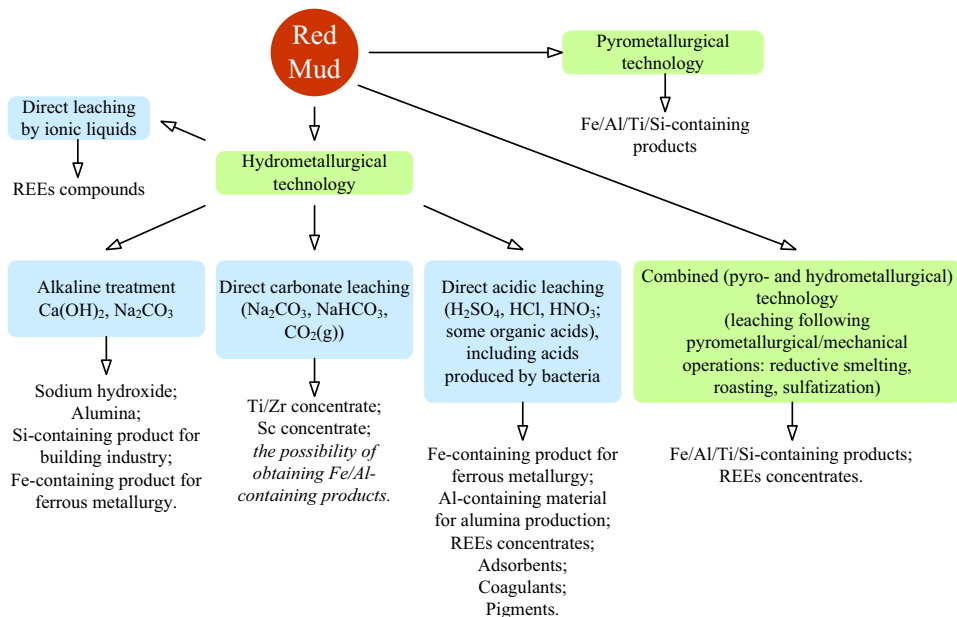 Red
Mud
Pyrometallurgical
technology
Fe/Al/Ti/Si-containing
products
Direct leaching
by ionic liquids
REEs compounds
Hydrometallurgical
technology
Alkaline treatment
Ca(OH)₂, Na₂CO₃
Sodium hydroxide;
Alumina;
Si-containing product for
building industry;
Fe-containing product for
ferrous metallurgy.
Direct carbonate leaching
(Na₂CO₃, NaHCO₃,
CO₂(g))
Ti/Zr concentrate;
Sc concentrate;
the possibility of
obtaining Fe/Al-
containing products.
Direct acidic leaching
(H₂SO₄, HCl, HNO₃;
some organic acids),
including acids
produced by bacteria
Fe-containing product for
ferrous metallurgy;
Al-containing material
for alumina production;
REEs concentrates;
Adsorbents;
Coagulants;
Pigments.
Combined (pyro- and hydrometallurgical)
technology
(leaching following
pyrometallurgical/mechanical
operations: reductive smelting,
roasting, sulfatization)
Fe/Al/Ti/Si-containing products;
REEs concentrates.